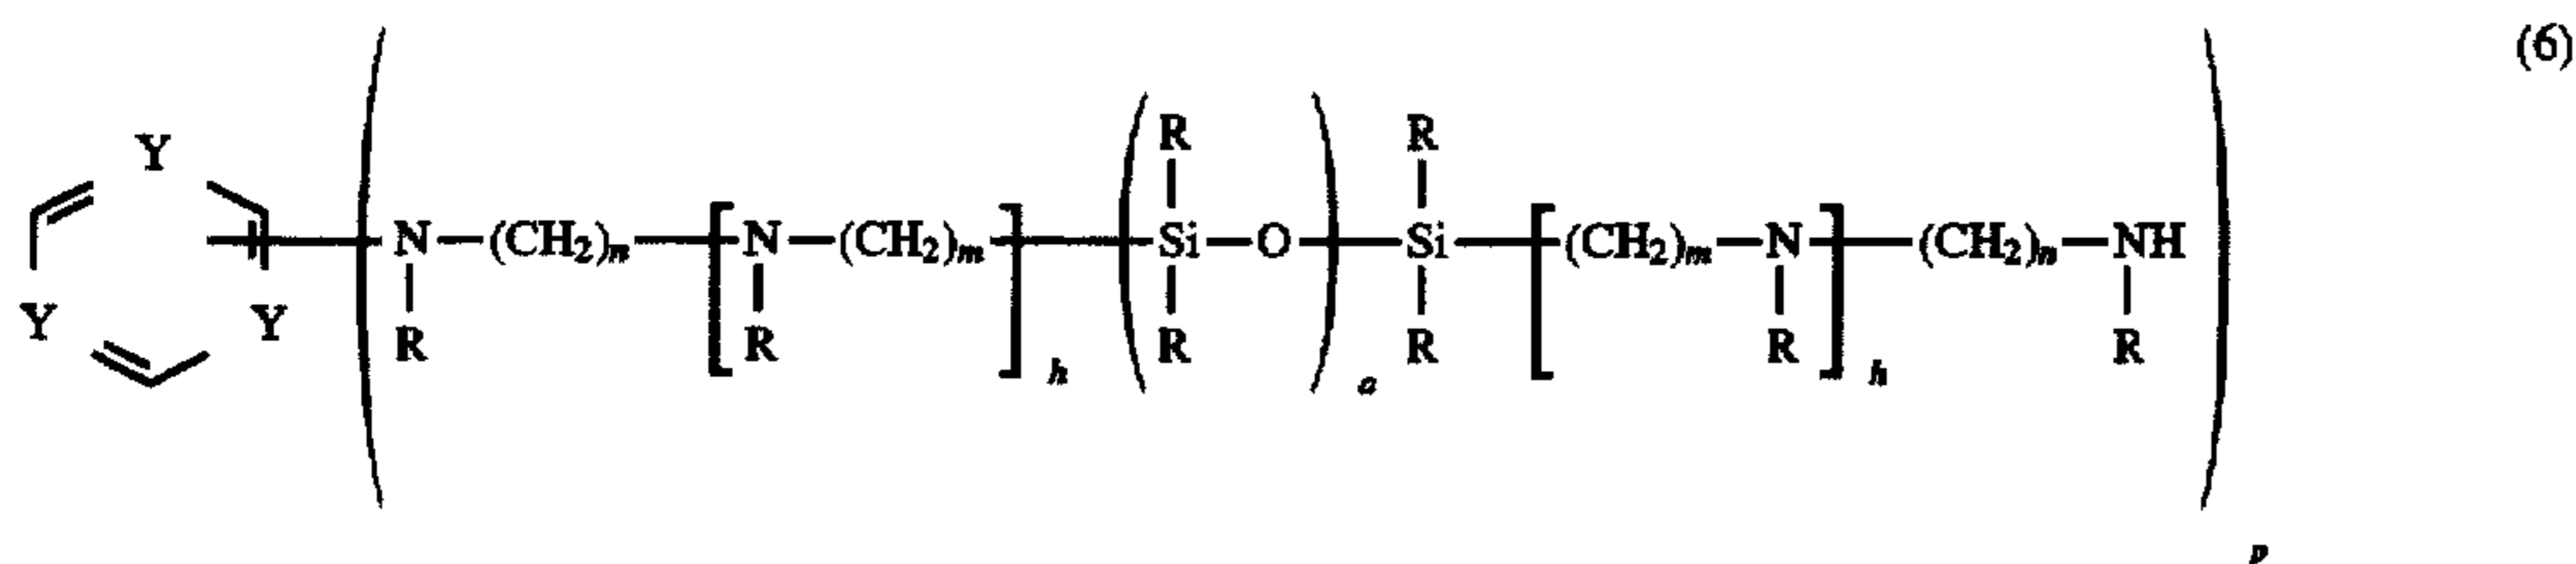 (6)
Y R R
N—(CH₂)ₙ—[N—(CH₂)ₘ]ₕ—(Si—O)ₐ—Si—[(CH₂)ₘ—N]ₕ—(CH₂)ₙ—NH
Y Y R R R R R R
p